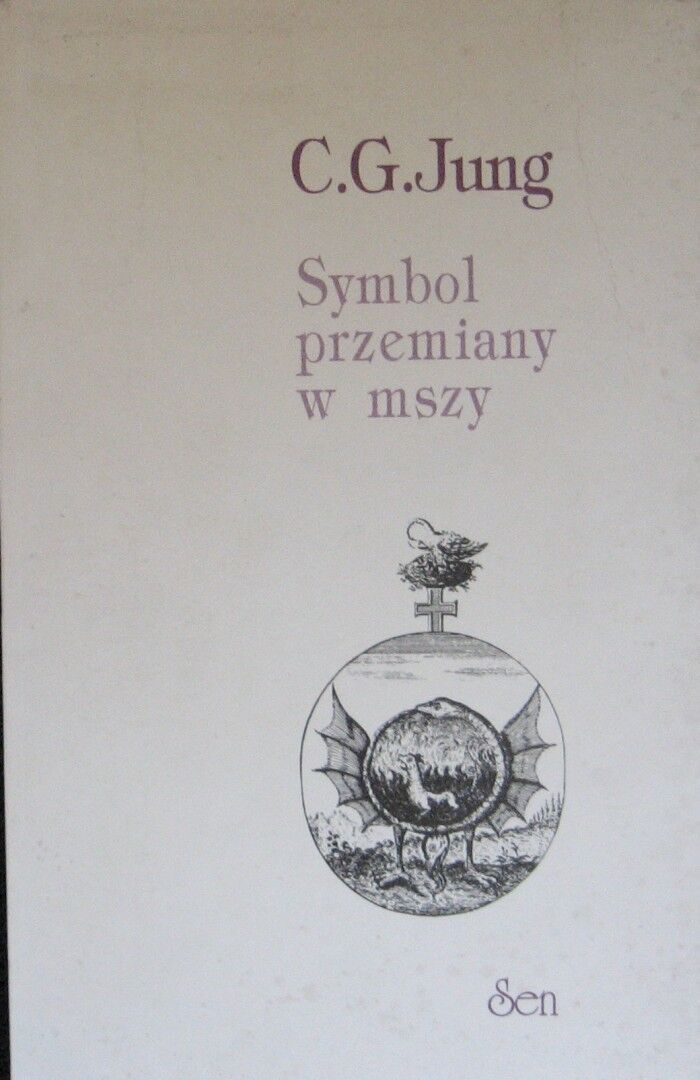 C.G.Jung
Symbol
przemiany
w mszy
Sen